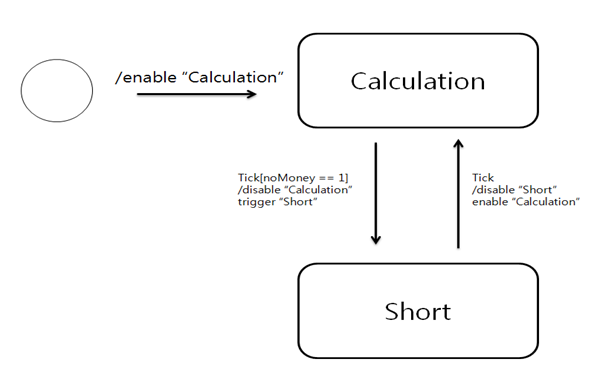 /enable “Calculation”
Calculation
Tick[noMoney == 1]
/disable “Calculation”
trigger “Short”
Tick
/disable “Short”
enable “Calculation”
Short